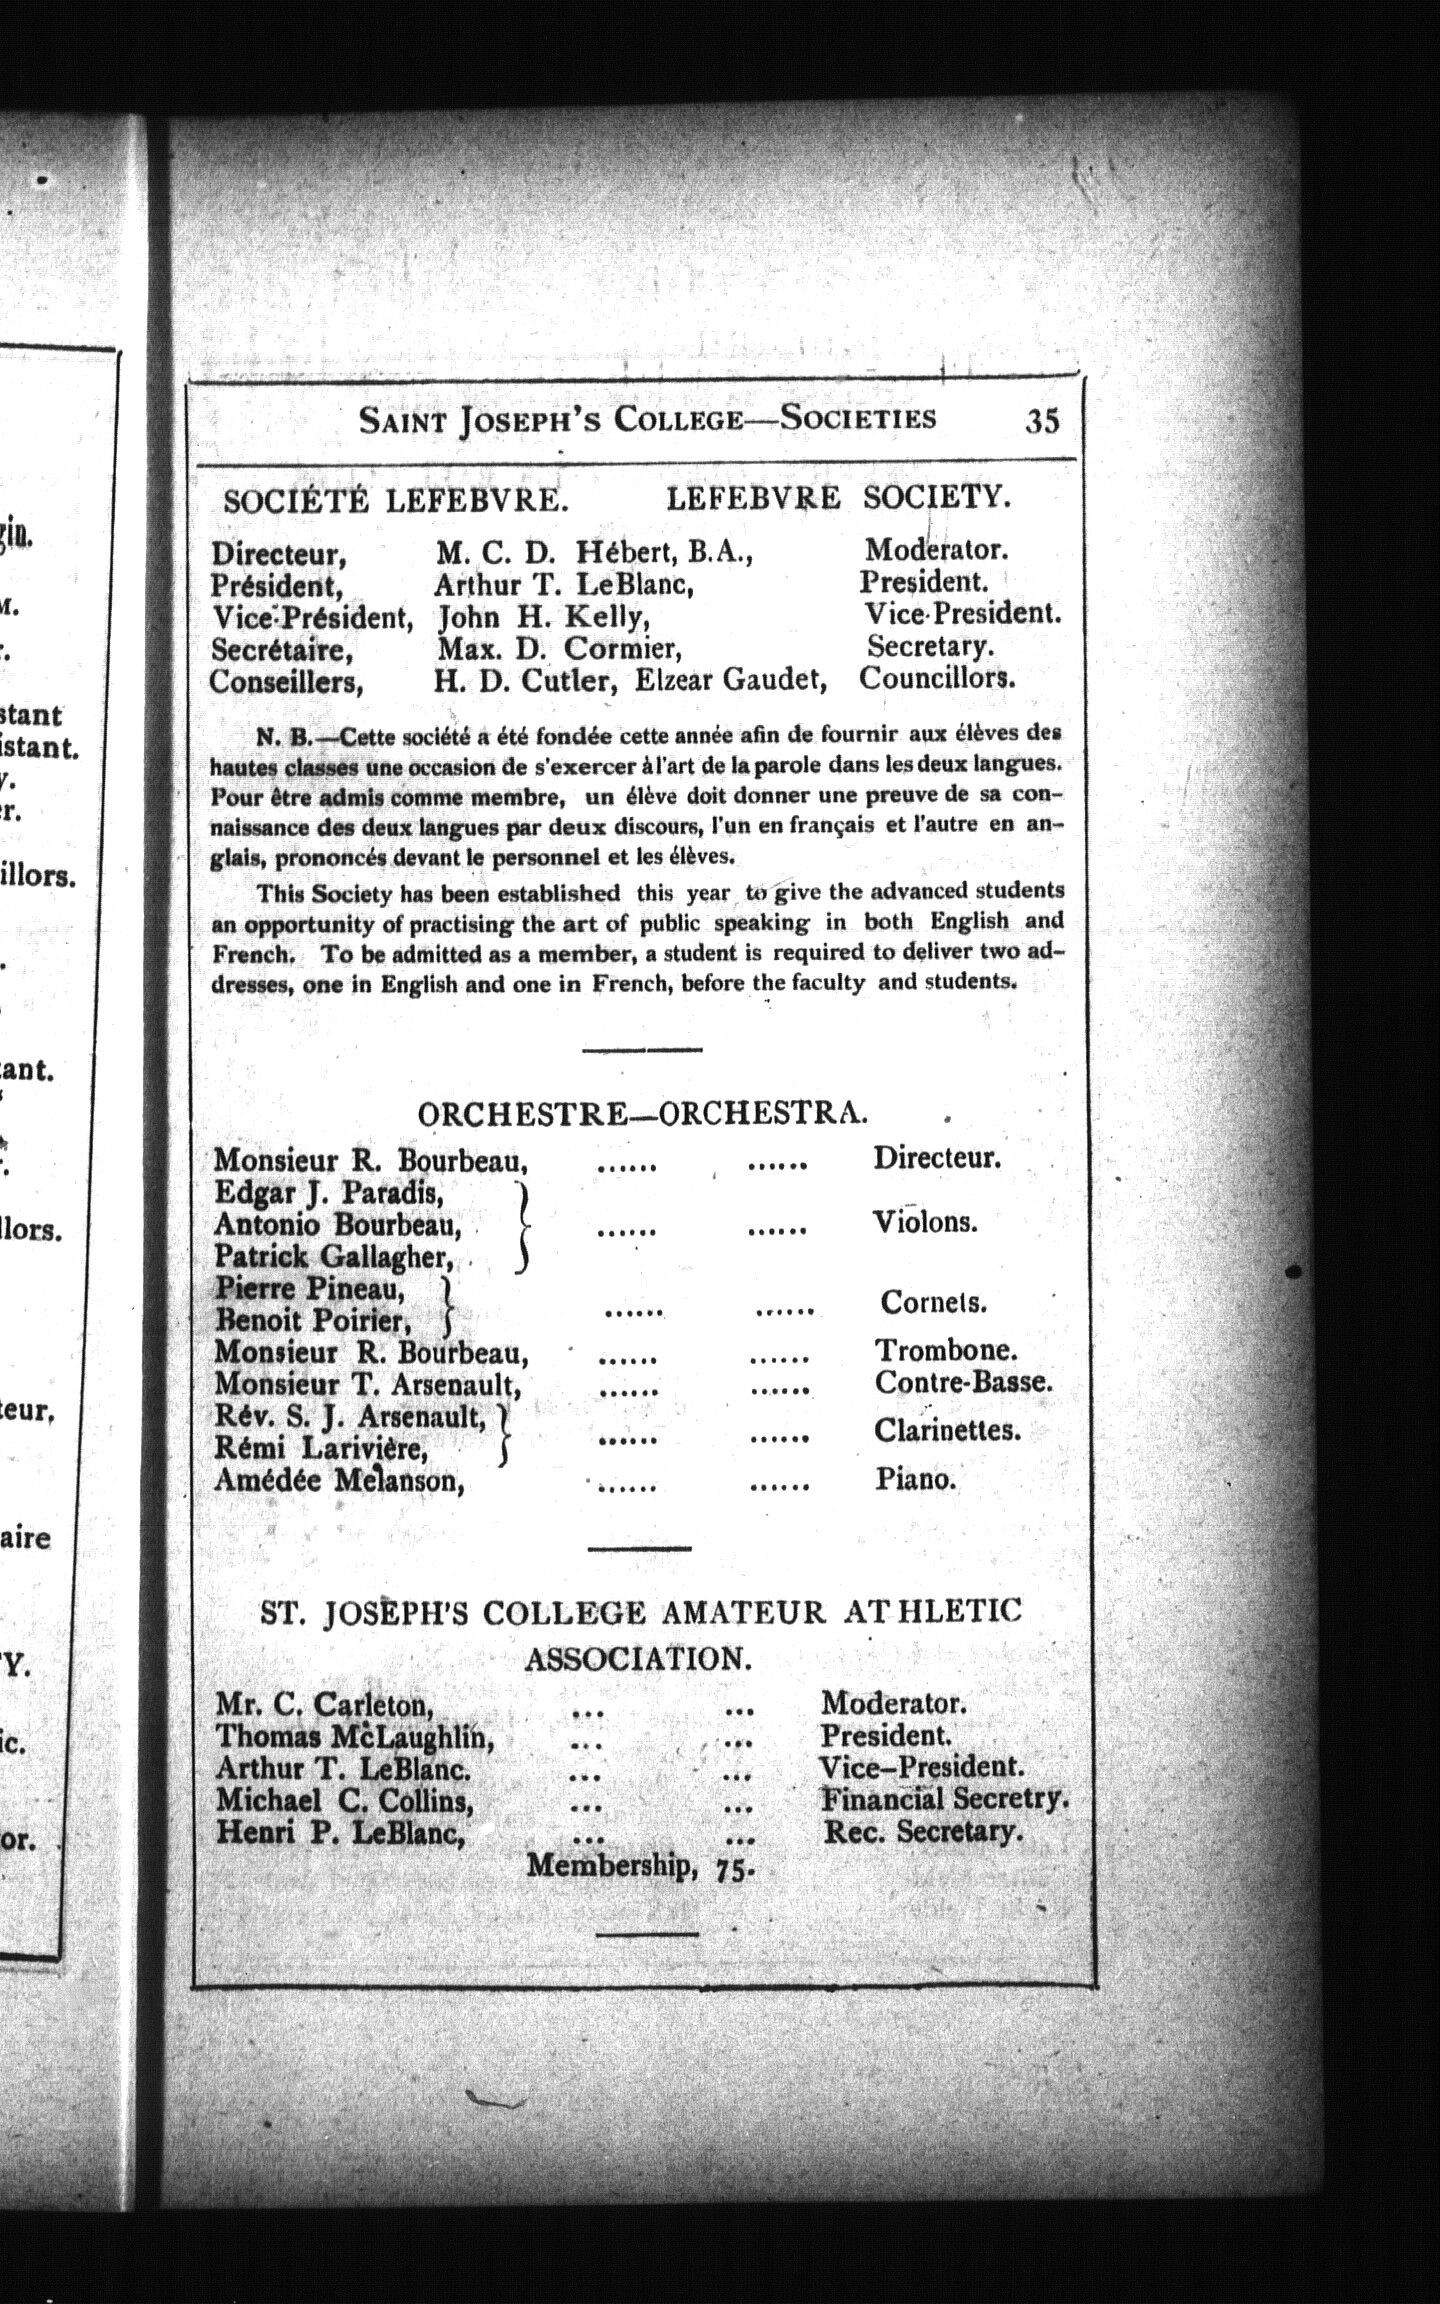 SAINT JOSEPH'S COLLEGE—SOCIETIES 35
SOCIÉTÉ LEFEBVRE. LEFEBVRE SOCIETY.
Directeur, M. C. D. Hébert, B.A., Moderator.
Président, Arthur T. LeBlanc, President.
Vice-Président, John H. Kelly, Vice-President.
Secrétaire, Max. D. Cormier, Secretary.
Conseillers, H. D. Cutler, Elzear Gaudet, Councillors.
N. B.—Cette société a été fondée cette année afin de fournir aux élèves des
hautes classes une occasion de s'exercer à l'art de la parole dans les deux langues.
Pour être admis comme membre, un élève doit donner une preuve de sa con-
naissance des deux langues par deux discours, l'un en français et l'autre en an-
glais, prononcés devant le personnel et les élèves.
This Society has been established this year to give the advanced students
an opportunity of practising the art of public speaking in both English and
French. To be admitted as a member, a student is required to deliver two ad-
dresses, one in English and one in French, before the faculty and students.
ORCHESTRE—ORCHESTRA.
Monsieur R. Bourbeau, ...... ...... Directeur.
Edgar J. Paradis,
Antonio Bourbeau, } ...... ...... Violons.
Patrick Gallagher,
Pierre Pineau,
Benoit Poirier, } ...... ...... Cornets.
Monsieur R. Bourbeau, ...... ...... Trombone.
Monsieur T. Arsenault, ...... ...... Contre-Basse.
Rév. S. J. Arsenault,
Rémi Larivière, } ...... ...... Clarinettes.
Amédée Melanson, ...... ...... Piano.
ST. JOSEPH'S COLLEGE AMATEUR ATHLETIC
ASSOCIATION.
Mr. C. Carleton, ... ... Moderator.
Thomas McLaughlin, ... ... President.
Arthur T. LeBlanc. ... ... Vice-President.
Michael C. Collins, ... ... Financial Secretry.
Henri P. LeBlanc, ... ... Rec. Secretary.
Membership, 75.